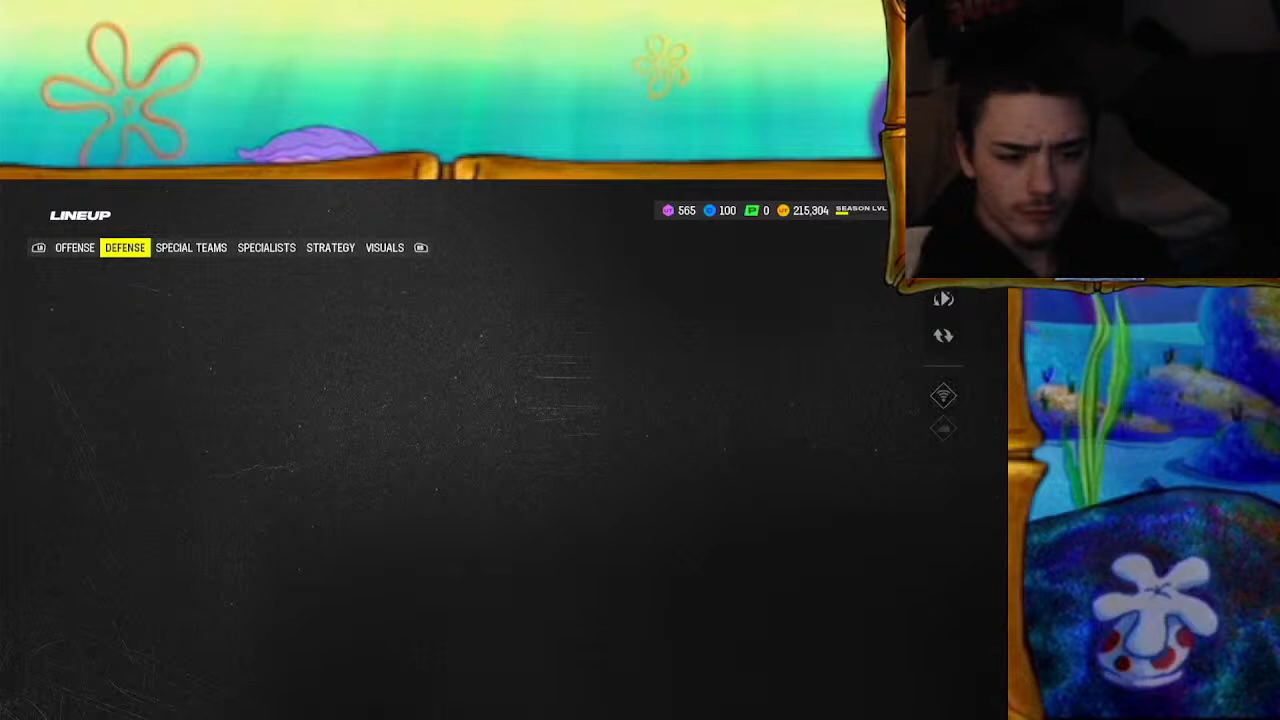 LINEUP
565 100 0 215,304 SEASON LVL
OFFENSE DEFENSE SPECIAL TEAMS SPECIALISTS STRATEGY VISUALS